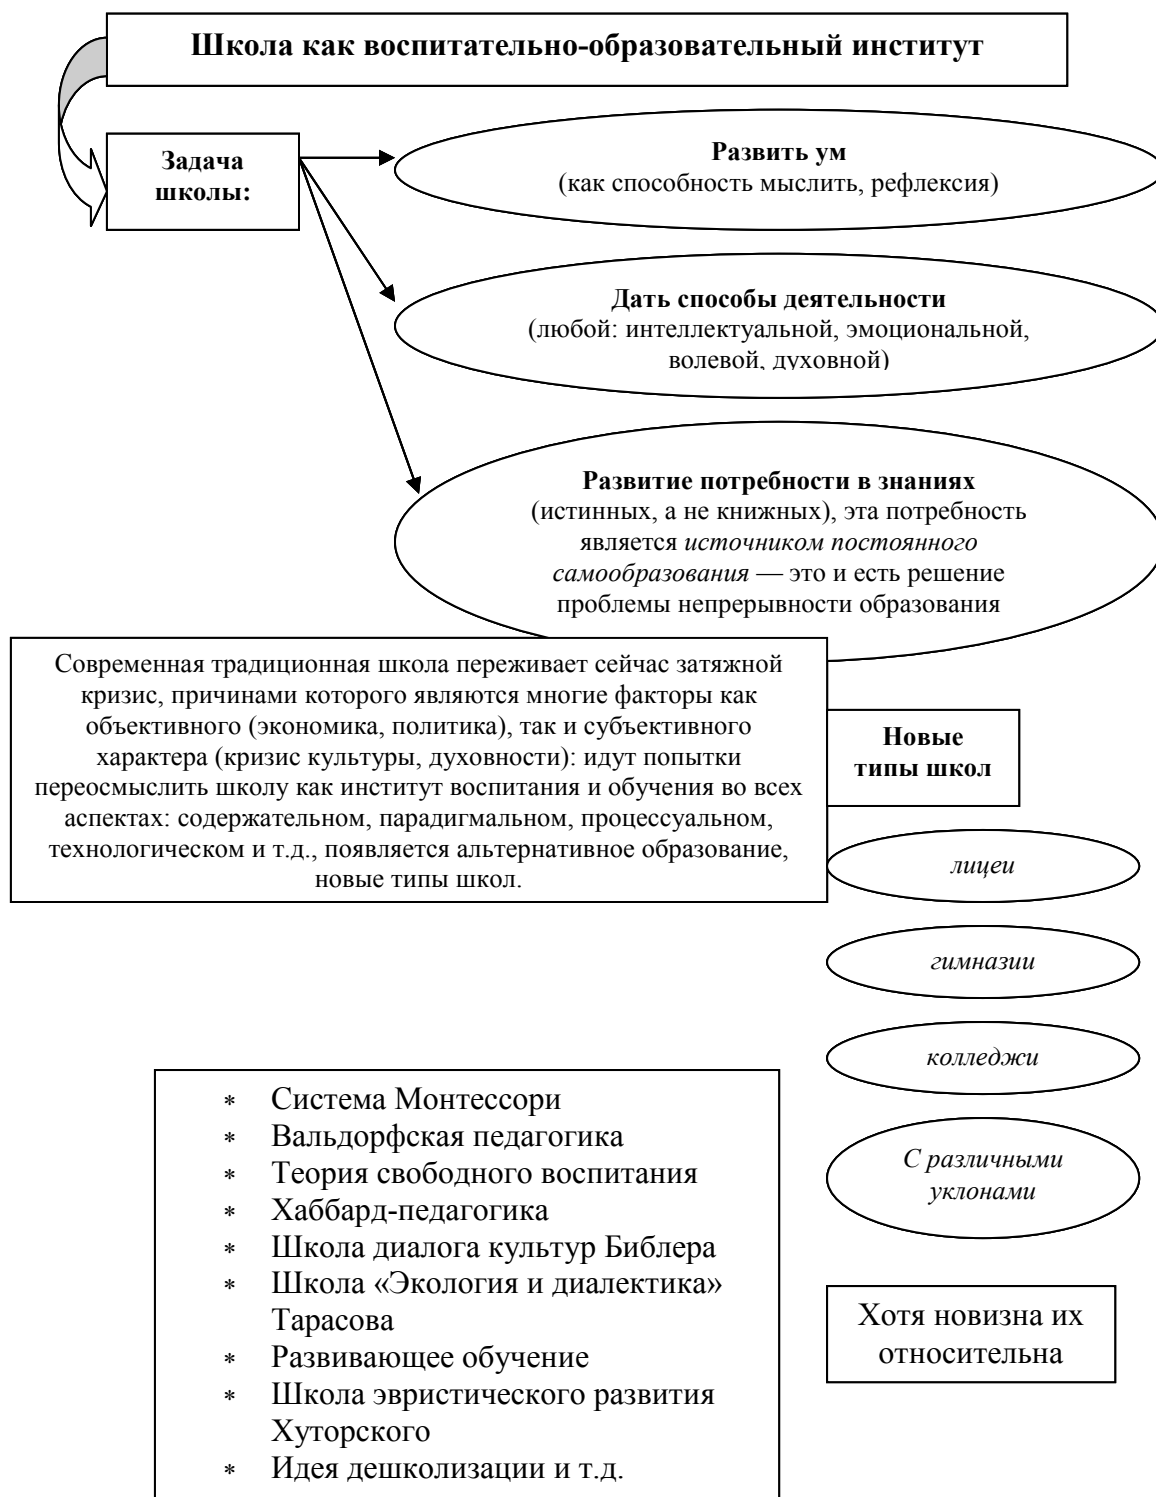 Школа как воспитательно-образовательный институт
Задача
школы:
Развить ум
(как способность мыслить, рефлексия)
Дать способы деятельности
(любой: интеллектуальной, эмоциональной,
волевой, духовной)
Развитие потребности в знаниях
(истинных, а не книжных), эта потребность
является источником постоянного
самообразования — это и есть решение
проблемы непрерывности образования
Современная традиционная школа переживает сейчас затяжной
кризис, причинами которого являются многие факторы как
объективного (экономика, политика), так и субъективного
характера (кризис культуры, духовности): идут попытки
переосмыслить школу как институт воспитания и обучения во всех
аспектах: содержательном, парадигмальном, процессуальном,
технологическом и т.д., появляется альтернативное образование,
новые типы школ.
Новые
типы школ
лицеи
гимназии
колледжи
С различными
уклонами
Хотя новизна их
относительна
* Система Монтессори
* Вальдорфская педагогика
* Теория свободного воспитания
* Хаббард-педагогика
* Школа диалога культур Библера
* Школа «Экология и диалектика»
Тарасова
* Развивающее обучение
* Школа эвристического развития
Хуторского
* Идея дешколизации и т.д.